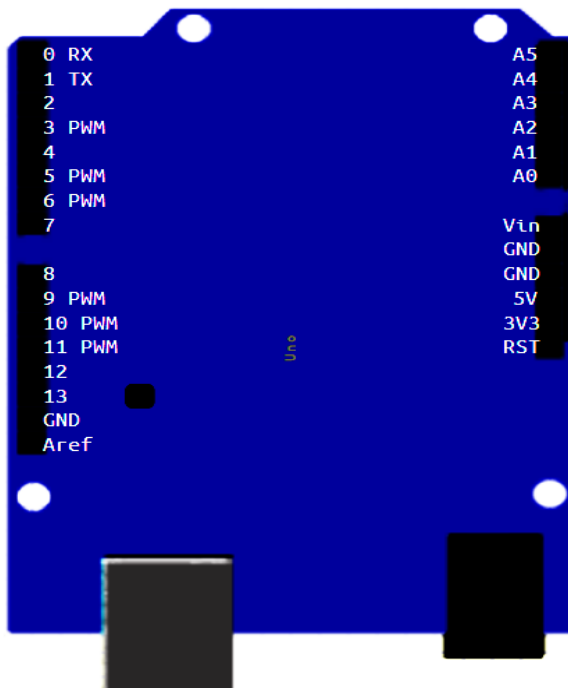 0 RX
1 TX
2
3 PWM
4
5 PWM
6 PWM
7
8
9 PWM
10 PWM
11 PWM
12
13
GND
Aref
Uno
A5
A4
A3
A2
A1
A0
Vin
GND
GND
5V
3V3
RST